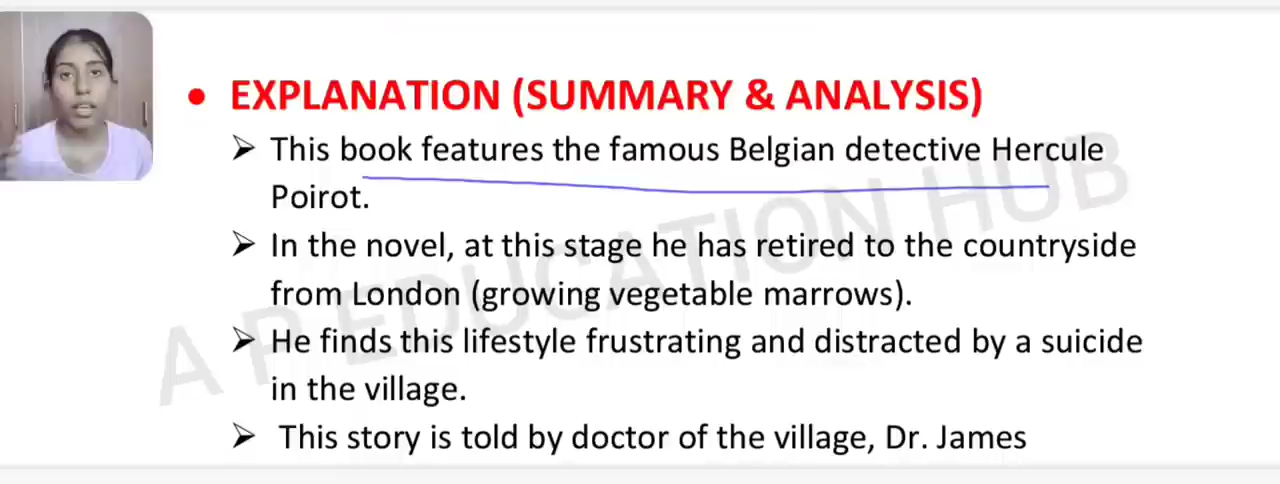 • EXPLANATION (SUMMARY & ANALYSIS)
➢ This book features the famous Belgian detective Hercule
Poirot.
➢ In the novel, at this stage he has retired to the countryside
from London (growing vegetable marrows).
➢ He finds this lifestyle frustrating and distracted by a suicide
in the village.
➢ This story is told by doctor of the village, Dr. James
A P EDUCATION HUB